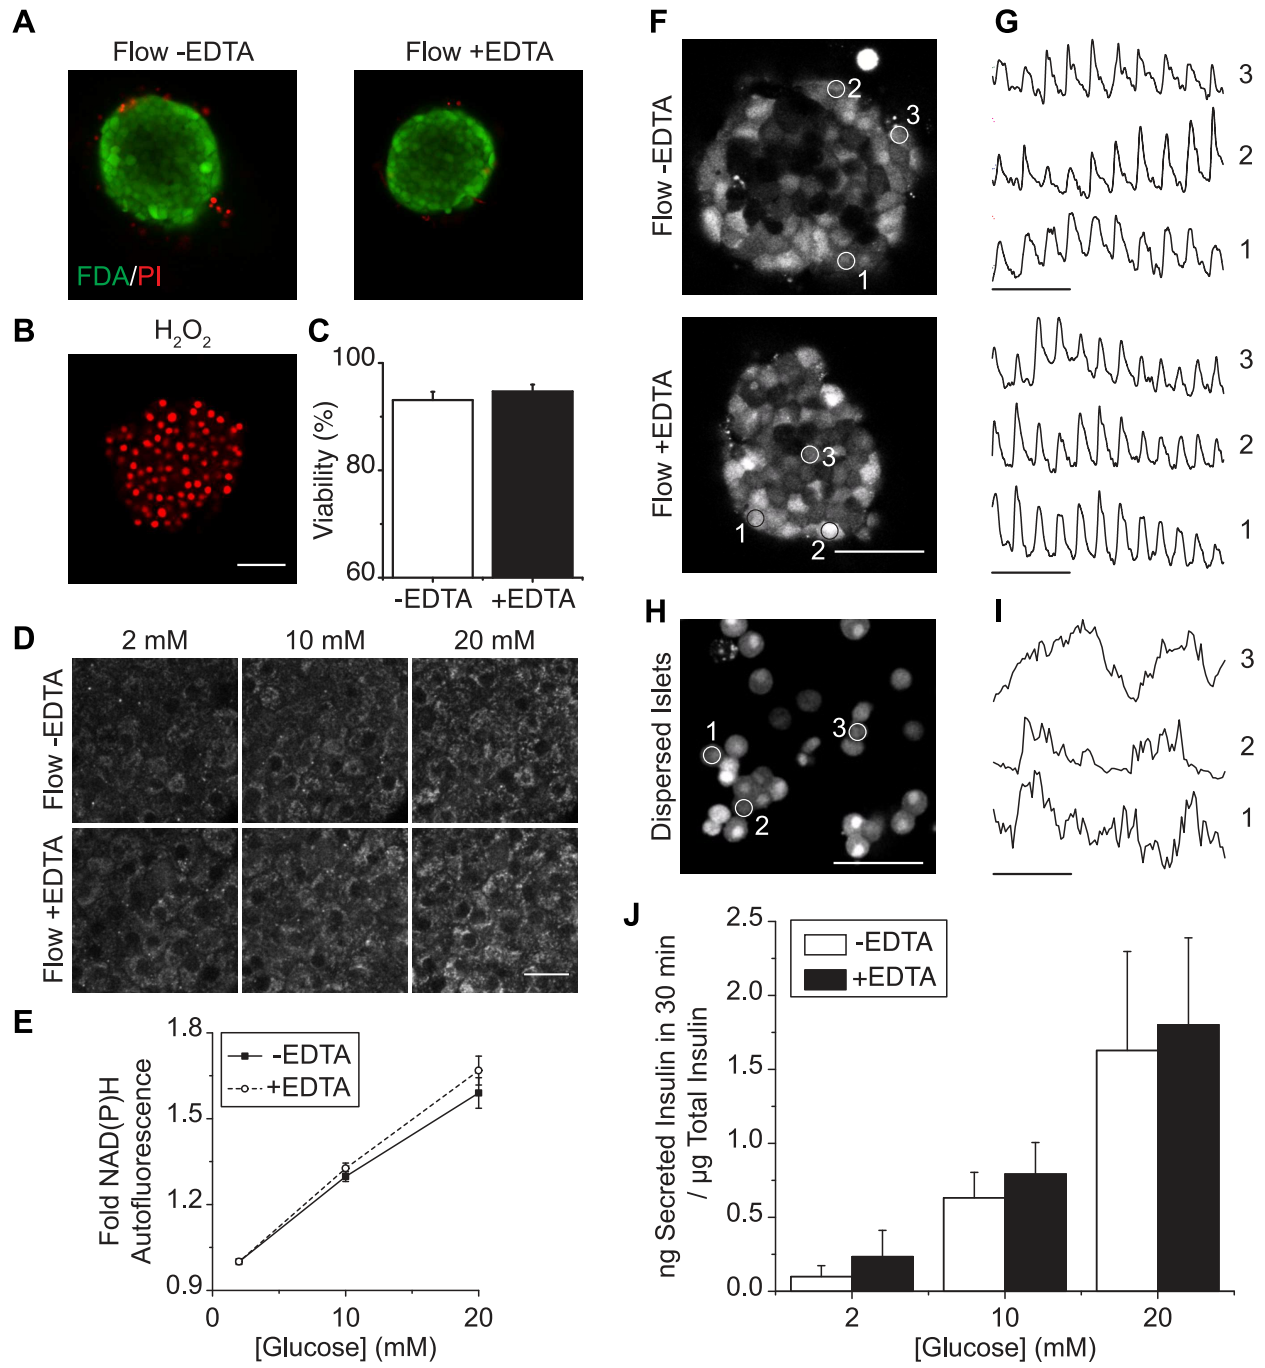 A
Flow -EDTA
Flow +EDTA
FDA/PI
B
H2O2
C
Viability (%)
100
80
60
-EDTA
+EDTA
D
2 mM
10 mM
20 mM
Flow -EDTA
Flow +EDTA
E
Fold NAD(P)H
Autofluorescence
1.8
1.5
1.2
0.9
-EDTA
+EDTA
0
10
20
[Glucose] (mM)
F
Flow -EDTA
2
3
1
Flow +EDTA
3
1
2
G
3
2
1
3
2
1
H
Dispersed Islets
1
3
2
I
3
2
1
J
ng Secreted Insulin in 30 min
/ µg Total Insulin
2.5
2.0
1.5
1.0
0.5
0.0
-EDTA
+EDTA
2
10
20
[Glucose] (mM)